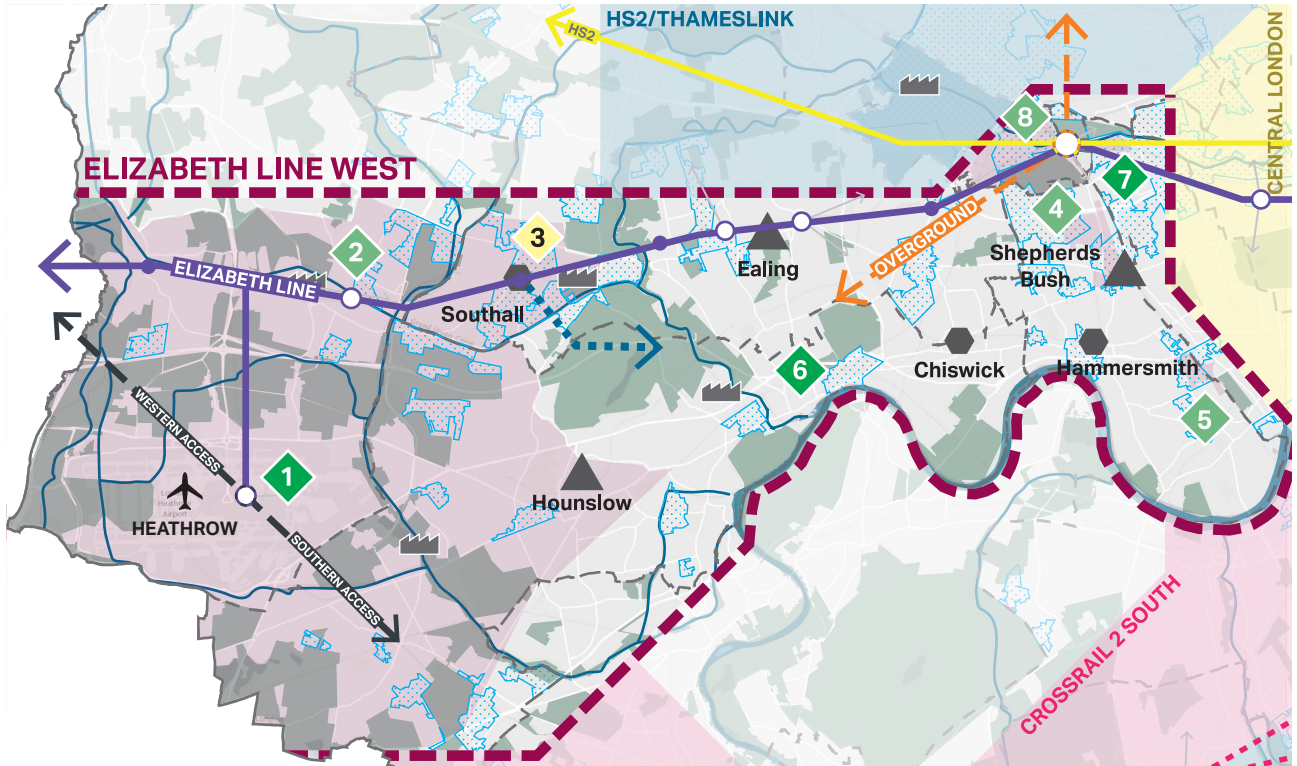 HS2/THAMESLINK
HS2
CENTRAL LONDON
8
ELIZABETH LINE WEST
7
4
2
3
OVERGROUND
Shepherds
Bush
Ealing
ELIZABETH LINE
Southall
6
Chiswick
Hammersmith
WESTERN ACCESS
5
1
Hounslow
HEATHROW
SOUTHERN ACCESS
CROSSRAIL 2 SOUTH